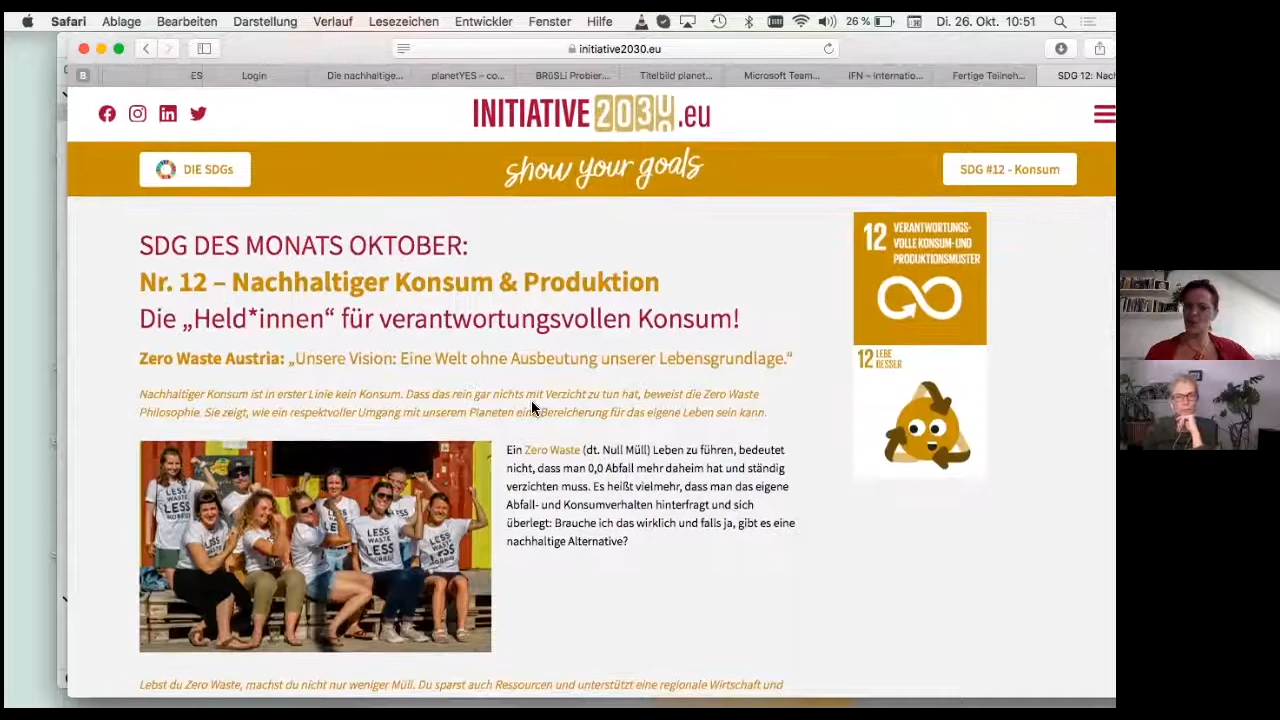 Safari Ablage Bearbeiten Darstellung Verlauf Lesezeichen Entwickler Fenster Hilfe 26 % Di. 26. Okt. 10:51
initiative2030.eu
B ES Login Die nachhaltige... planetYES – co... BRüSLi Probier... Titelbild planet... Microsoft Team... IFN – internatio... Fertige Teilneh... SDG 12: Nach
INITIATIVE 2030.eu
DIE SDGs show your goals SDG #12 - Konsum
SDG DES MONATS OKTOBER:
Nr. 12 – Nachhaltiger Konsum & Produktion
Die „Held*innen“ für verantwortungsvollen Konsum!
Zero Waste Austria: „Unsere Vision: Eine Welt ohne Ausbeutung unserer Lebensgrundlage.“
Nachhaltiger Konsum ist in erster Linie kein Konsum. Dass das rein gar nichts mit Verzicht zu tun hat, beweist die Zero Waste
Philosophie. Sie zeigt, wie ein respektvoller Umgang mit unserem Planeten eine Bereicherung für das eigene Leben sein kann.
12 VERANTWORTUNGS-
VOLLE KONSUM- UND
PRODUKTIONSMUSTER
12 LEBE
BESSER
LESS
WASTE
LESS
LESS
WASTE
LESS
Ein Zero Waste (dt. Null Müll) Leben zu führen, bedeutet
nicht, dass man 0,0 Abfall mehr daheim hat und ständig
verzichten muss. Es heißt vielmehr, dass man das eigene
Abfall- und Konsumverhalten hinterfragt und sich
überlegt: Brauche ich das wirklich und falls ja, gibt es eine
nachhaltige Alternative?
Lebst du Zero Waste, machst du nicht nur weniger Müll. Du sparst auch Ressourcen und unterstützt eine regionale Wirtschaft und